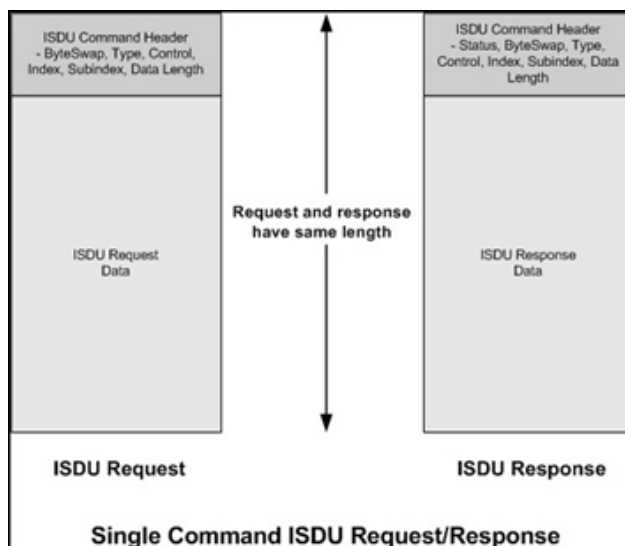 ISDU Command Header
- ByteSwap, Type, Control,
Index, Subindex, Data Length
ISDU Request
Data
ISDU Request
Request and response
have same length
ISDU Command Header
- Status, ByteSwap, Type,
Control, Index, Subindex, Data
Length
ISDU Response
Data
ISDU Response
Single Command ISDU Request/Response